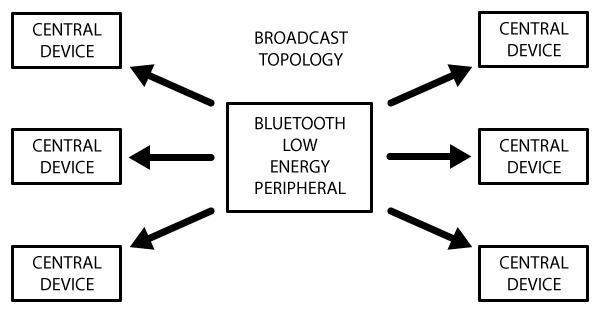 CENTRAL
DEVICE
BROADCAST
TOPOLOGY
CENTRAL
DEVICE
CENTRAL
DEVICE
BLUETOOTH
LOW
ENERGY
PERIPHERAL
CENTRAL
DEVICE
CENTRAL
DEVICE
CENTRAL
DEVICE